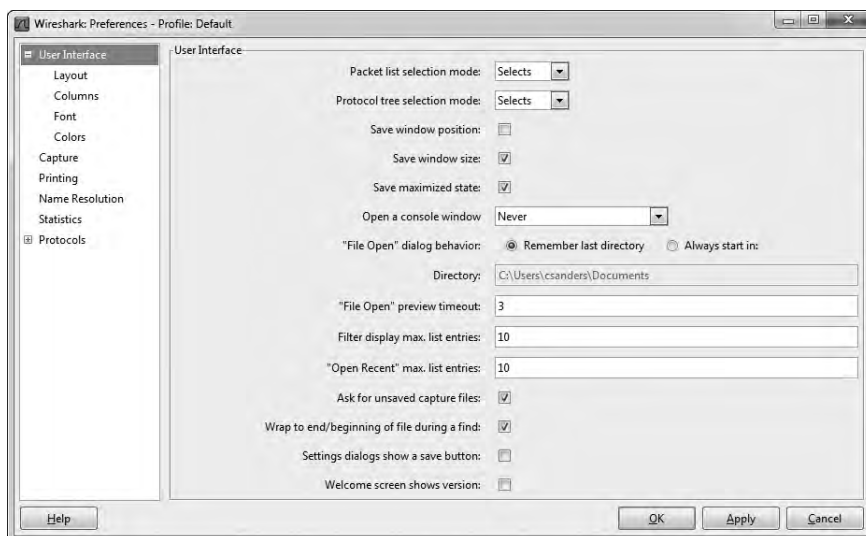 Wireshark: Preferences - Profile: Default
User Interface
Layout
Columns
Font
Colors
Capture
Printing
Name Resolution
Statistics
Protocols
User Interface
Packet list selection mode: Selects
Protocol tree selection mode: Selects
Save window position:
Save window size:
Save maximized state:
Open a console window Never
"File Open" dialog behavior: Remember last directory Always start in:
Directory: C:\Users\csanders\Documents
"File Open" preview timeout: 3
Filter display max. list entries: 10
"Open Recent" max. list entries: 10
Ask for unsaved capture files:
Wrap to end/beginning of file during a find:
Settings dialogs show a save button:
Welcome screen shows version:
Help OK Apply Cancel